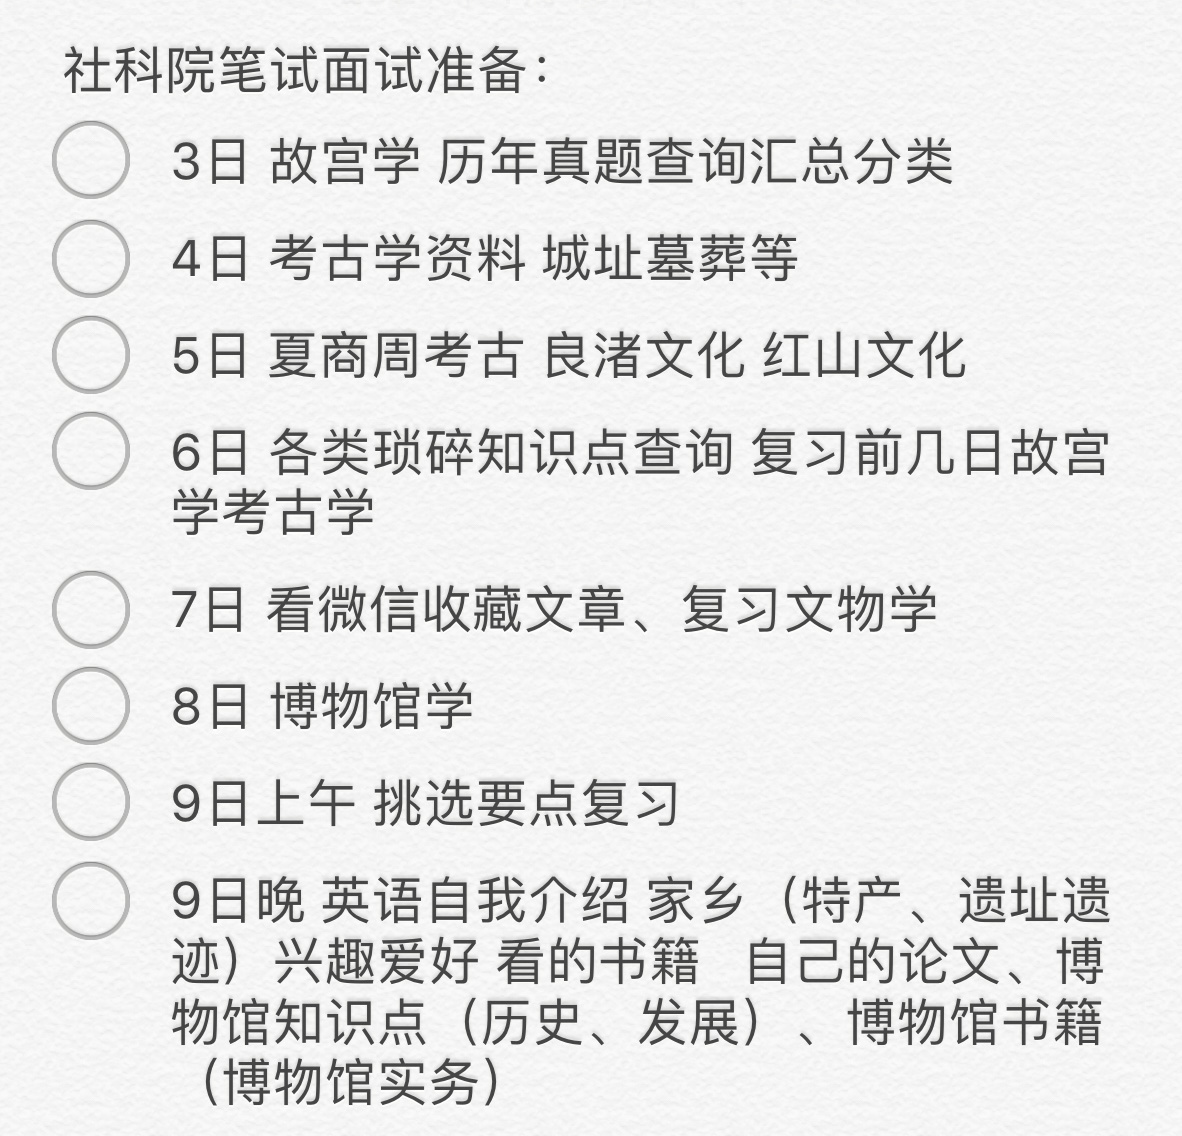 社科院笔试面试准备：
3日 故宫学 历年真题查询汇总分类
4日 考古学资料 城址墓葬等
5日 夏商周考古 良渚文化 红山文化
6日 各类琐碎知识点查询 复习前几日故宫
学考古学
7日 看微信收藏文章、复习文物学
8日 博物馆学
9日上午 挑选要点复习
9日晚 英语自我介绍 家乡（特产、遗址遗
迹）兴趣爱好 看的书籍　自己的论文、博
物馆知识点（历史、发展）、博物馆书籍
（博物馆实务）